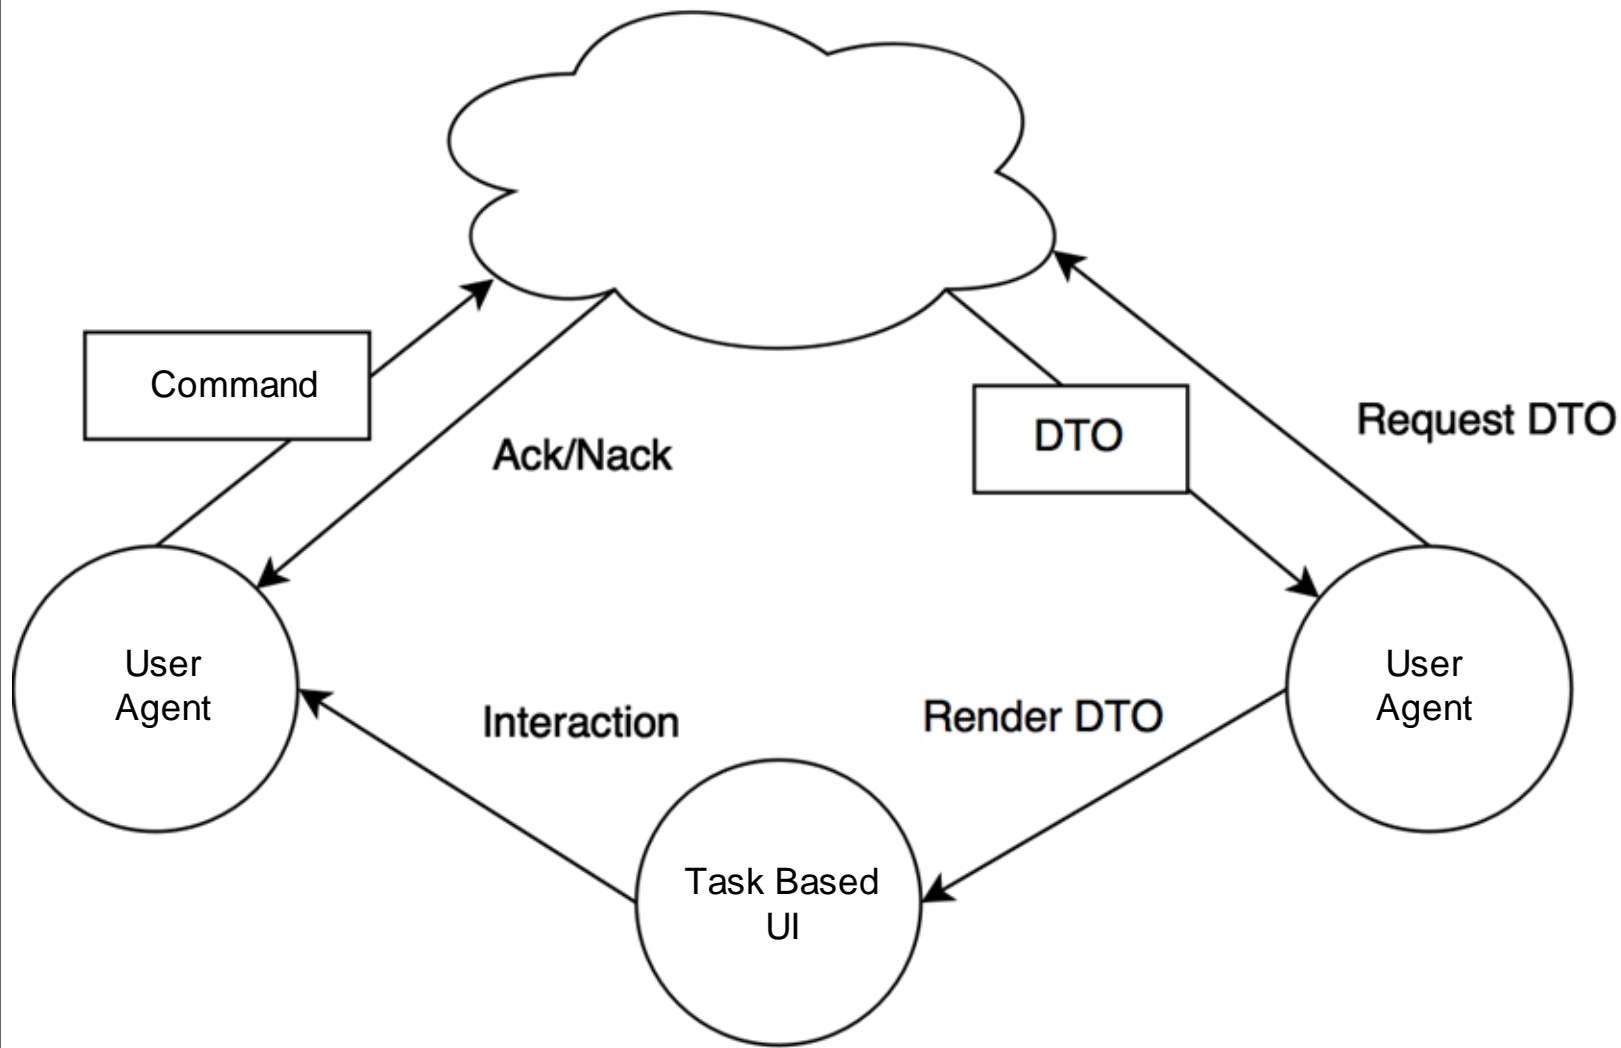 Command
DTO
Request DTO
Ack/Nack
User
Agent
User
Agent
Interaction
Render DTO
Task Based
UI